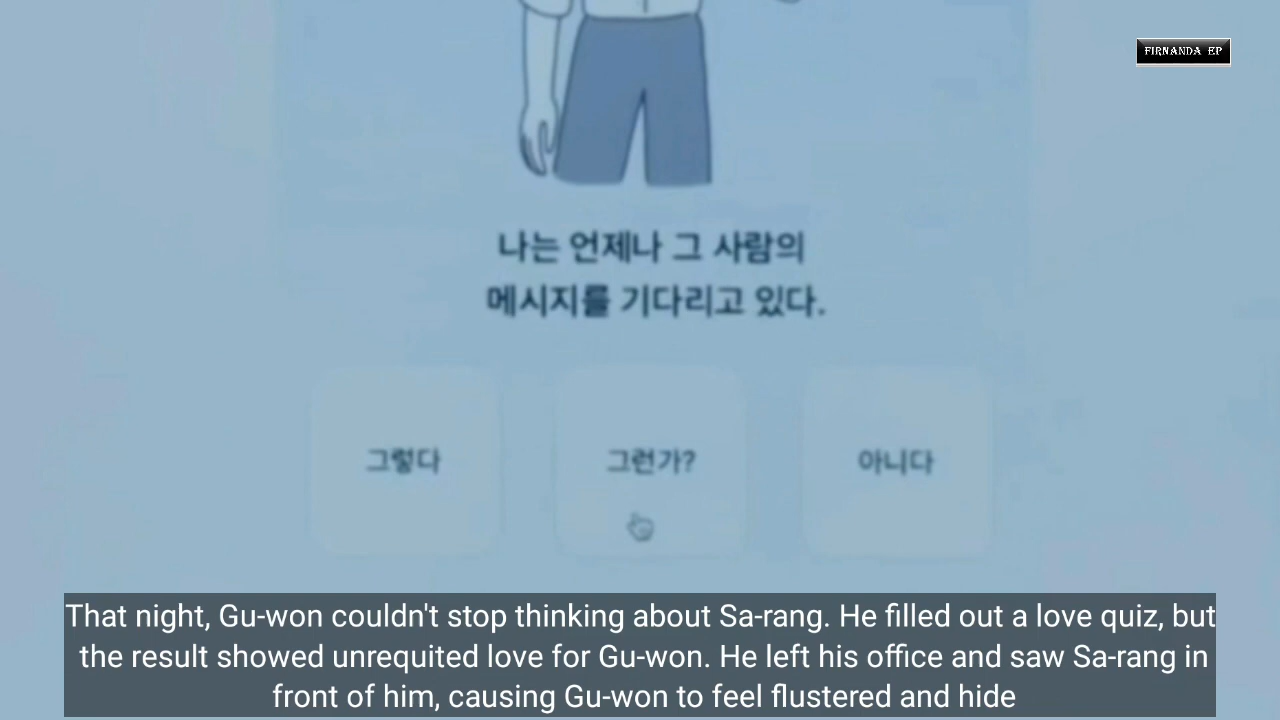 FIRNANDA EP
나는 언제나 그 사람의
메시지를 기다리고 있다.
그렇다
그런가?
아니다
That night, Gu-won couldn't stop thinking about Sa-rang. He filled out a love quiz, but
the result showed unrequited love for Gu-won. He left his office and saw Sa-rang in
front of him, causing Gu-won to feel flustered and hide